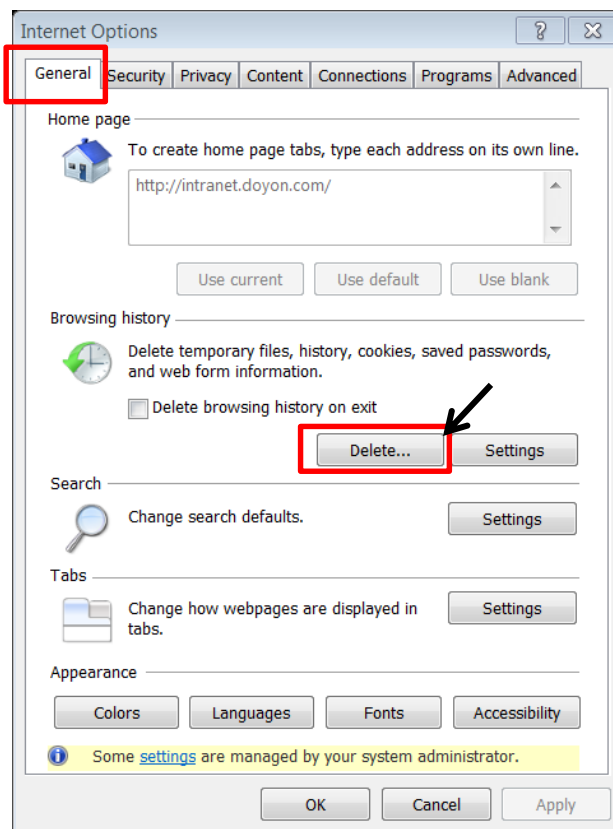 Internet Options
General Security Privacy Content Connections Programs Advanced
Home page
To create home page tabs, type each address on its own line.
http://intranet.doyon.com/
Use current Use default Use blank
Browsing history
Delete temporary files, history, cookies, saved passwords,
and web form information.
Delete browsing history on exit
Delete... Settings
Search
Change search defaults. Settings
Tabs
Change how webpages are displayed in Settings
tabs.
Appearance
Colors Languages Fonts Accessibility
Some settings are managed by your system administrator.
OK Cancel Apply